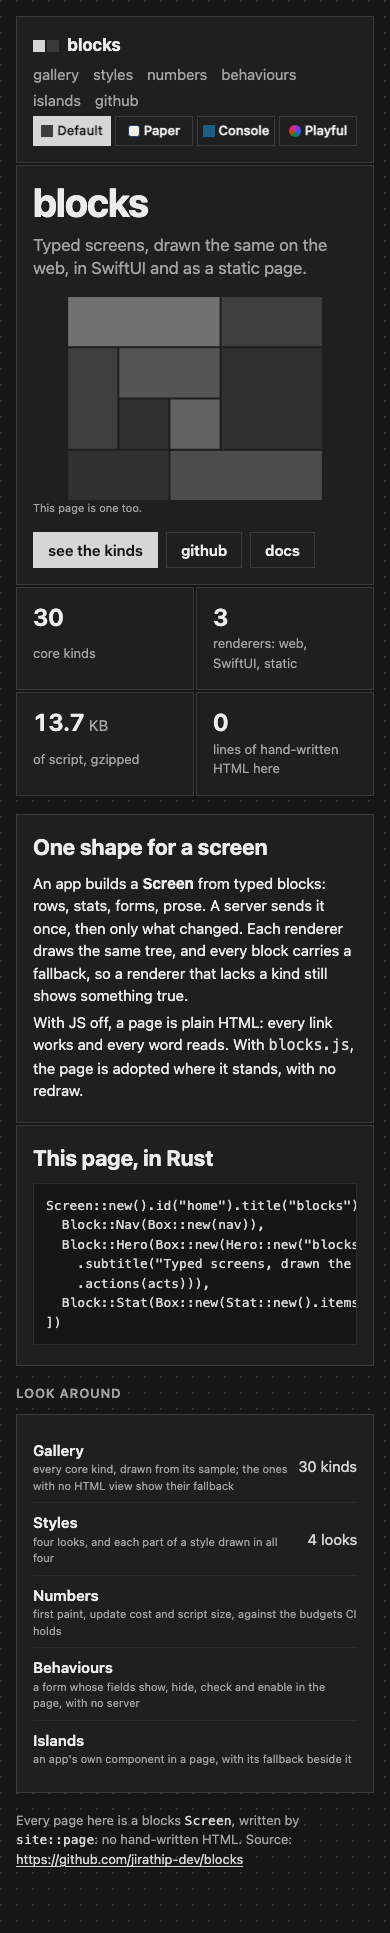 blocks
gallery styles numbers behaviours
islands github
Default Paper Console Playful
blocks
Typed screens, drawn the same on the
web, in SwiftUI and as a static page.
This page is one too.
see the kinds github docs
30
core kinds
3
renderers: web,
SwiftUI, static
13.7 KB
of script, gzipped
0
lines of hand-written
HTML here
One shape for a screen
An app builds a Screen from typed blocks:
rows, stats, forms, prose. A server sends it
once, then only what changed. Each renderer
draws the same tree, and every block carries a
fallback, so a renderer that lacks a kind still
shows something true.
With JS off, a page is plain HTML: every link
works and every word reads. With blocks.js,
the page is adopted where it stands, with no
redraw.
This page, in Rust
Screen::new().id("home").title("blocks")
Block::Nav(Box::new(nav)),
Block::Hero(Box::new(Hero::new("blocks
.subtitle("Typed screens, drawn the
.actions(acts))),
Block::Stat(Box::new(Stat::new().items
])
LOOK AROUND
Gallery
every core kind, drawn from its sample; the ones
with no HTML view show their fallback
30 kinds
Styles
four looks, and each part of a style drawn in all
four
4 looks
Numbers
first paint, update cost and script size, against the budgets CI
holds
Behaviours
a form whose fields show, hide, check and enable in the
page, with no server
Islands
an app's own component in a page, with its fallback beside it
Every page here is a blocks Screen, written by
site::page: no hand-written HTML. Source:
https://github.com/jirathip-dev/blocks